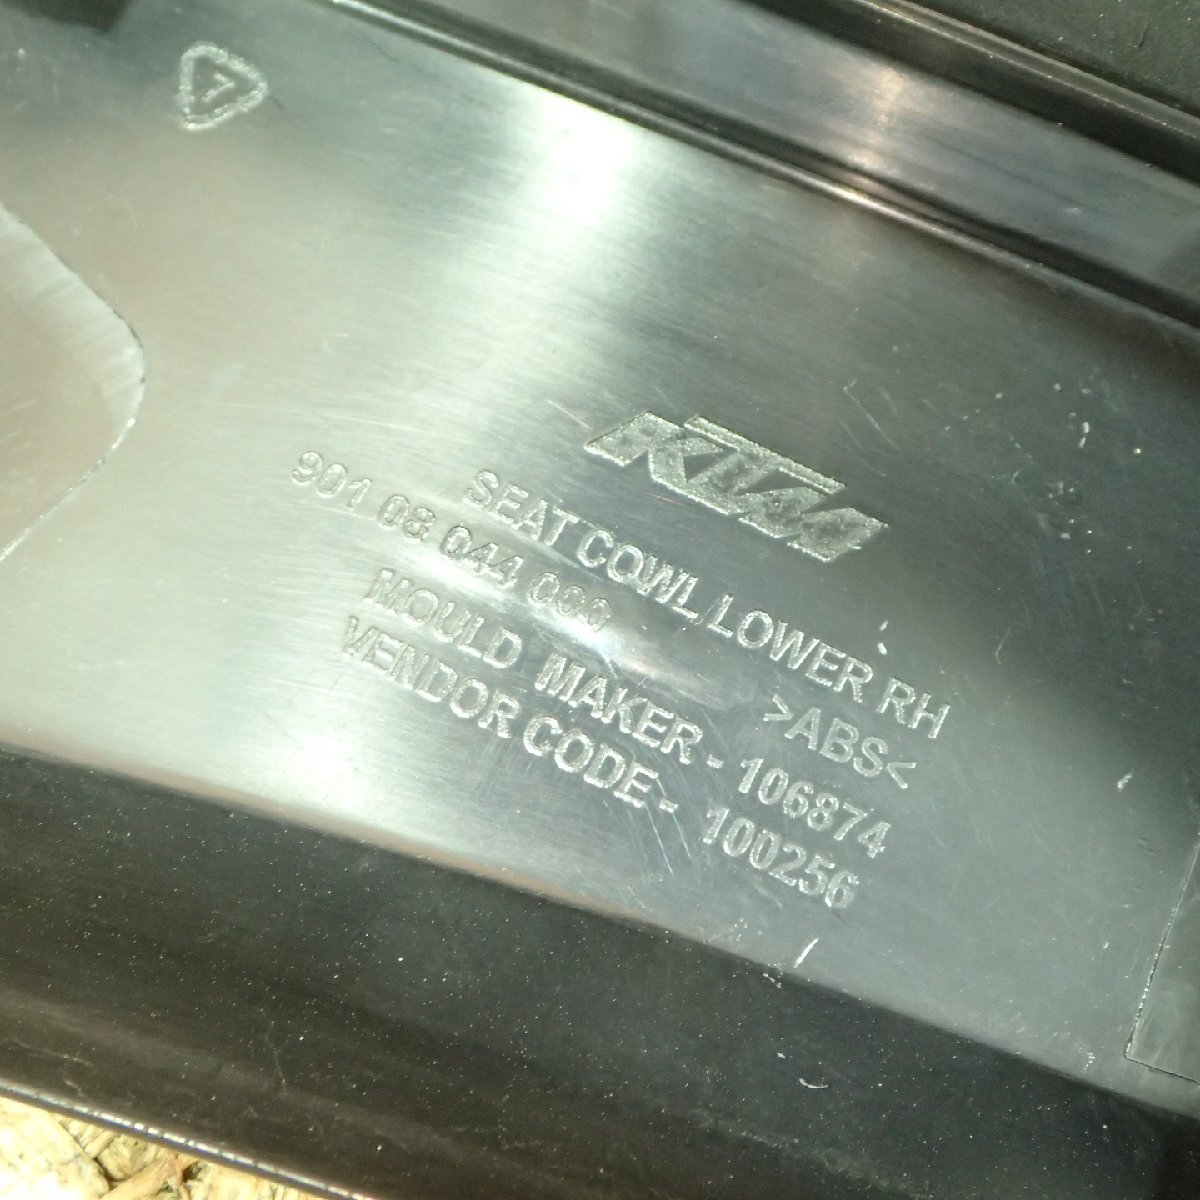 7
KTM
SEAT COWL, LOWER RH
901 08 044 000 >ABS<
MOULD MAKER - 106874
VENDOR CODE - 100256